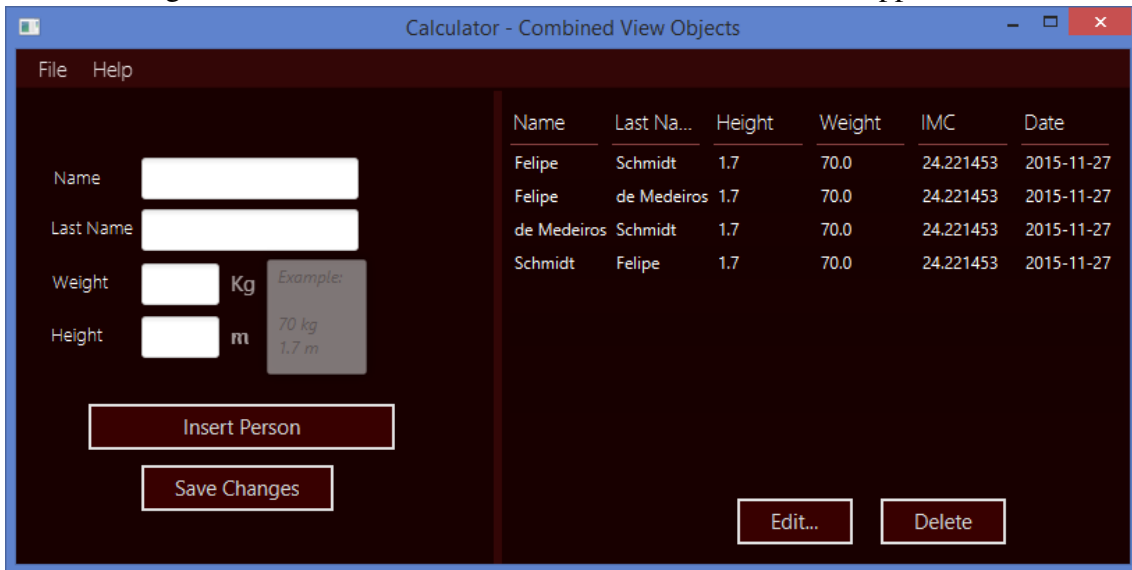 Calculator - Combined View Objects
File Help
Name Last Na... Height Weight IMC Date
Felipe Schmidt 1.7 70.0 24.221453 2015-11-27
Felipe de Medeiros 1.7 70.0 24.221453 2015-11-27
de Medeiros Schmidt 1.7 70.0 24.221453 2015-11-27
Schmidt Felipe 1.7 70.0 24.221453 2015-11-27
Name
Last Name
Weight Kg
Height m
Example:
70 kg
1.7 m
Insert Person
Save Changes
Edit... Delete